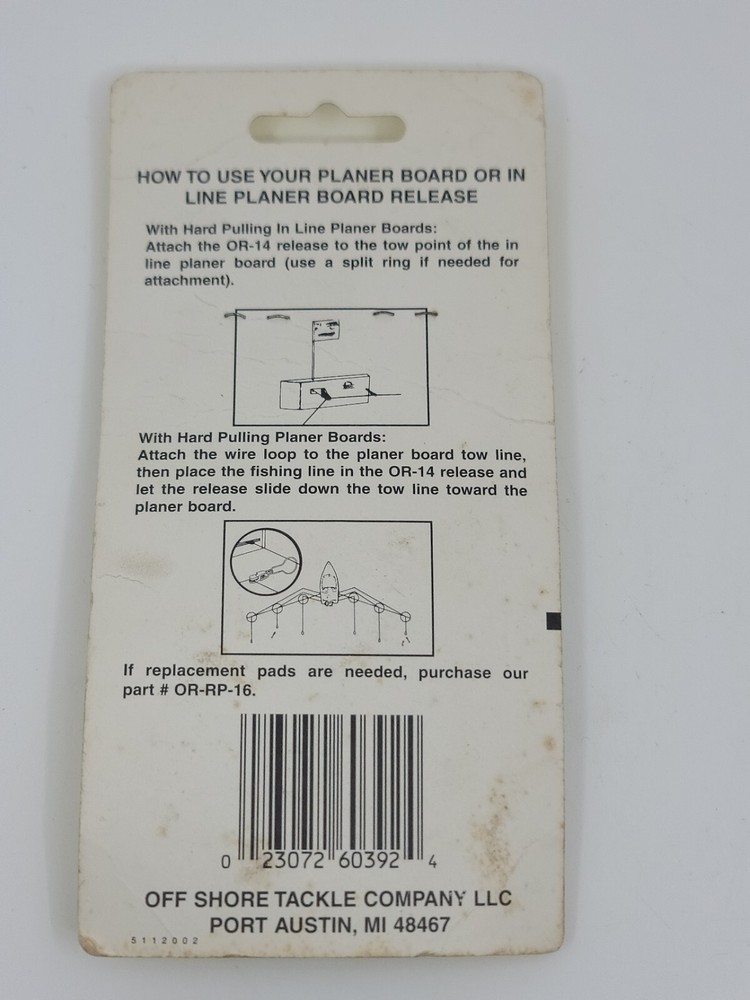 HOW TO USE YOUR PLANER BOARD OR IN
LINE PLANER BOARD RELEASE
With Hard Pulling In Line Planer Boards:
Attach the OR-14 release to the tow point of the in
line planer board (use a split ring if needed for
attachment).
With Hard Pulling Planer Boards:
Attach the wire loop to the planer board tow line,
then place the fishing line in the OR-14 release and
let the release slide down the tow line toward the
planer board.
If replacement pads are needed, purchase our
part # OR-RP-16.
0 23072 60392 4
OFF SHORE TACKLE COMPANY LLC
PORT AUSTIN, MI 48467
5112002